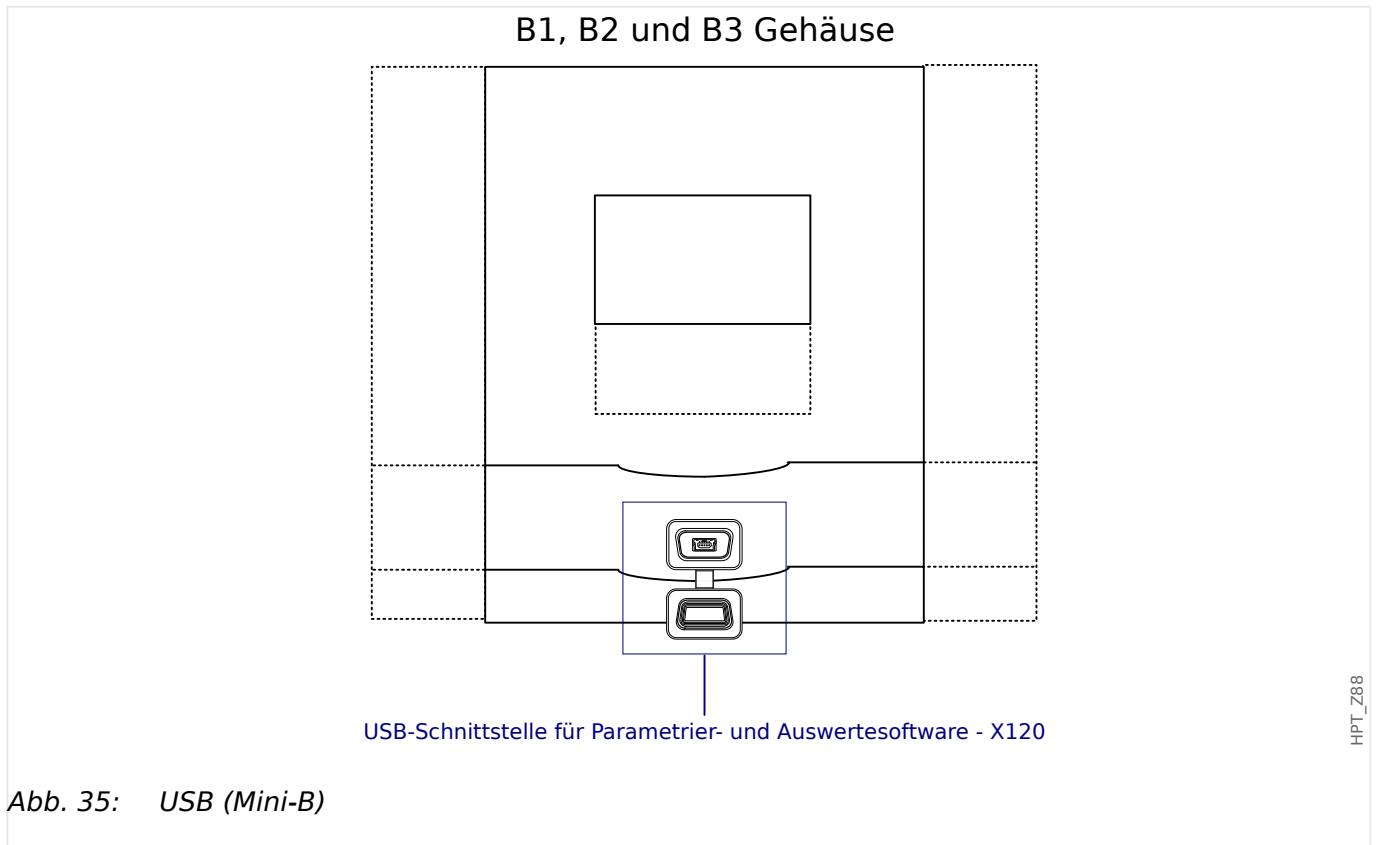 B1, B2 und B3 Gehäuse
USB-Schnittstelle für Parametrier- und Auswertesoftware - X120
HPT_Z88
Abb. 35: USB (Mini-B)